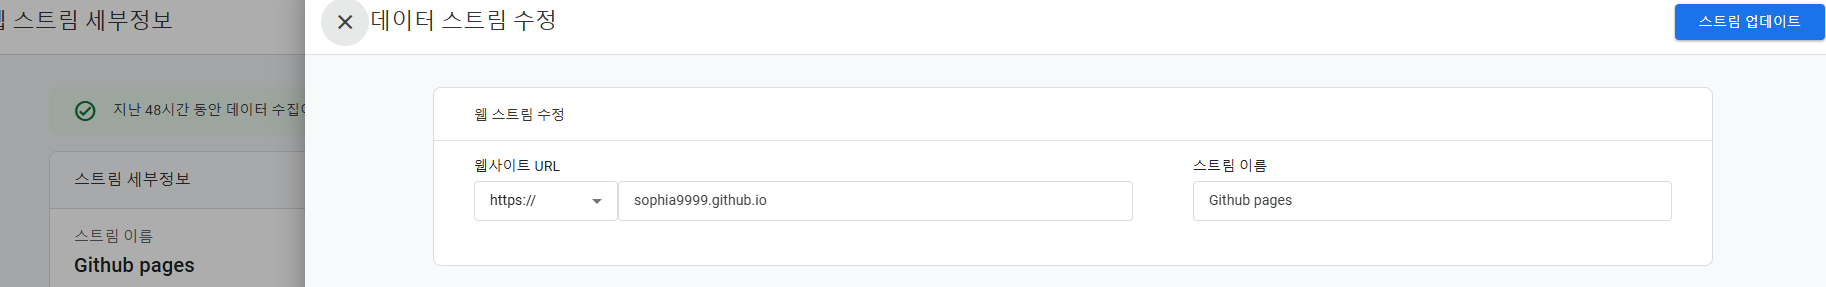 웹 스트림 세부정보
데이터 스트림 수정
스트림 업데이트
지난 48시간 동안 데이터 수집이
웹 스트림 수정
스트림 세부정보
웹사이트 URL
스트림 이름
https://
sophia9999.github.io
Github pages
스트림 이름
Github pages